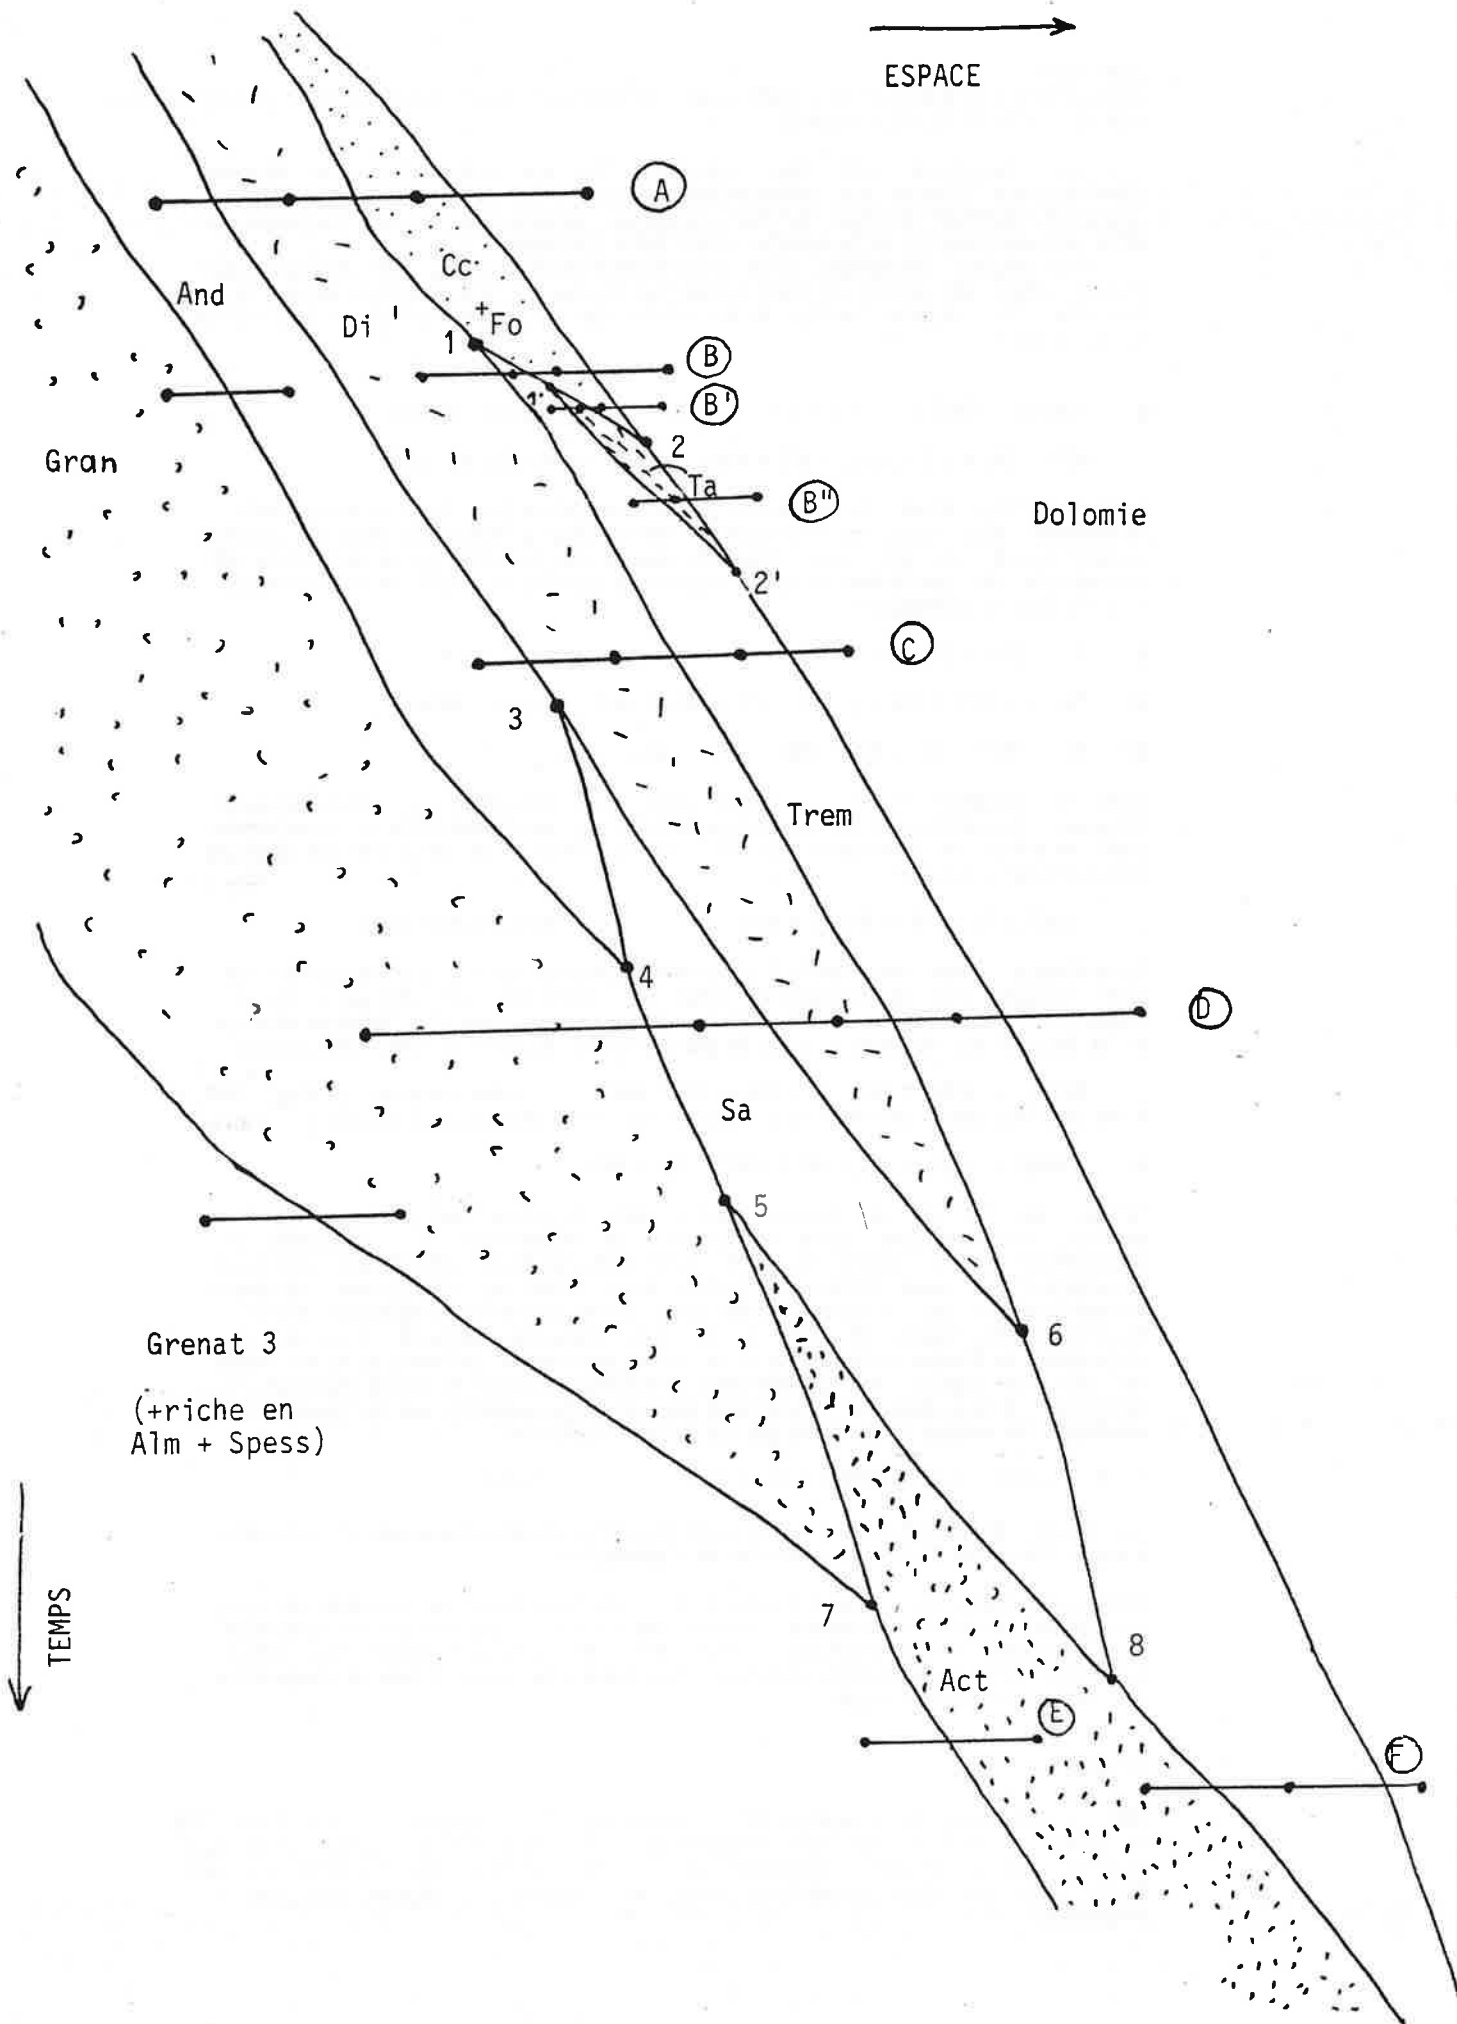 ESPACE
A
Cc
And
+
Fo
Di
1
B
1'
B'
2
Gran
Ta
B"
Dolomie
2'
C
3
Trem
4
D
Sa
5
6
Grenat 3
(+riche en
Alm + Spess)
TEMPS
7
8
Act
E
F